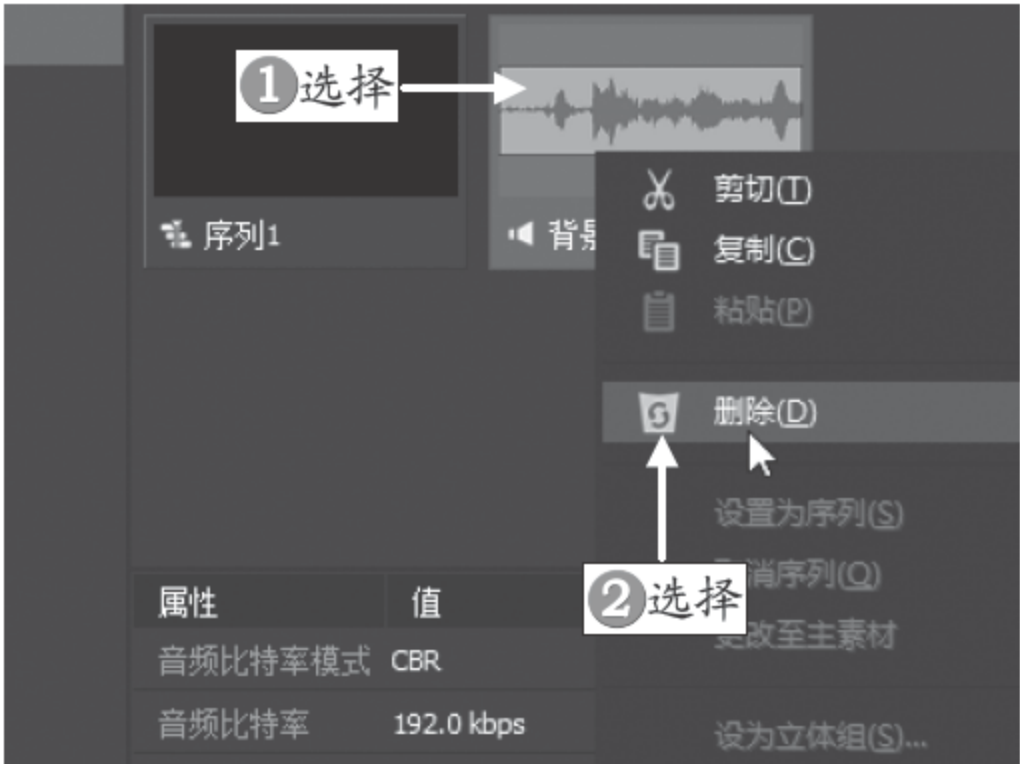 1选择
序列1
背景
剪切(T)
复制(C)
粘贴(P)
删除(D)
设置为序列(S)
2选择
消序列(Q)
更改至主素材
设为立体组(S)...
属性 值
音频比特率模式 CBR
音频比特率 192.0 kbps